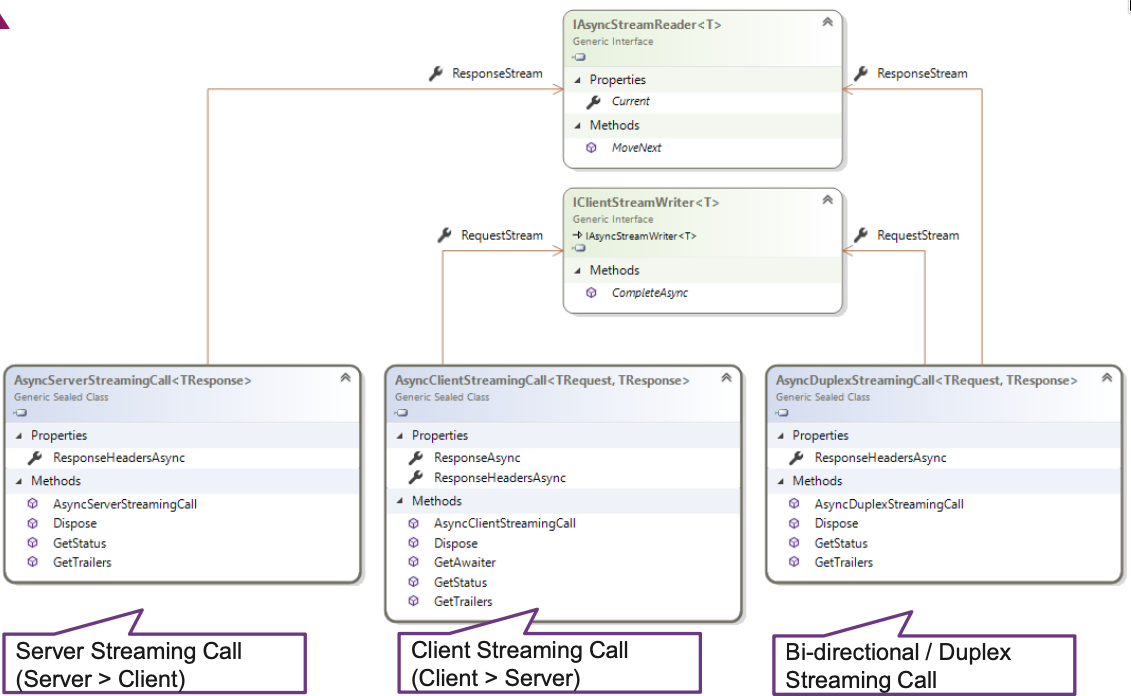 IAsyncStreamReader<T>
Generic Interface
Properties
Current
Methods
MoveNext
ResponseStream
ResponseStream
IClientStreamWriter<T>
Generic Interface
IAsyncStreamWriter<T>
Methods
CompleteAsync
RequestStream
RequestStream
AsyncServerStreamingCall<TResponse>
Generic Sealed Class
Properties
ResponseHeadersAsync
Methods
AsyncServerStreamingCall
Dispose
GetStatus
GetTrailers
AsyncClientStreamingCall<TRequest, TResponse>
Generic Sealed Class
Properties
ResponseAsync
ResponseHeadersAsync
Methods
AsyncClientStreamingCall
Dispose
GetAwaiter
GetStatus
GetTrailers
AsyncDuplexStreamingCall<TRequest, TResponse>
Generic Sealed Class
Properties
ResponseHeadersAsync
Methods
AsyncDuplexStreamingCall
Dispose
GetStatus
GetTrailers
Server Streaming Call
(Server > Client)
Client Streaming Call
(Client > Server)
Bi-directional / Duplex
Streaming Call